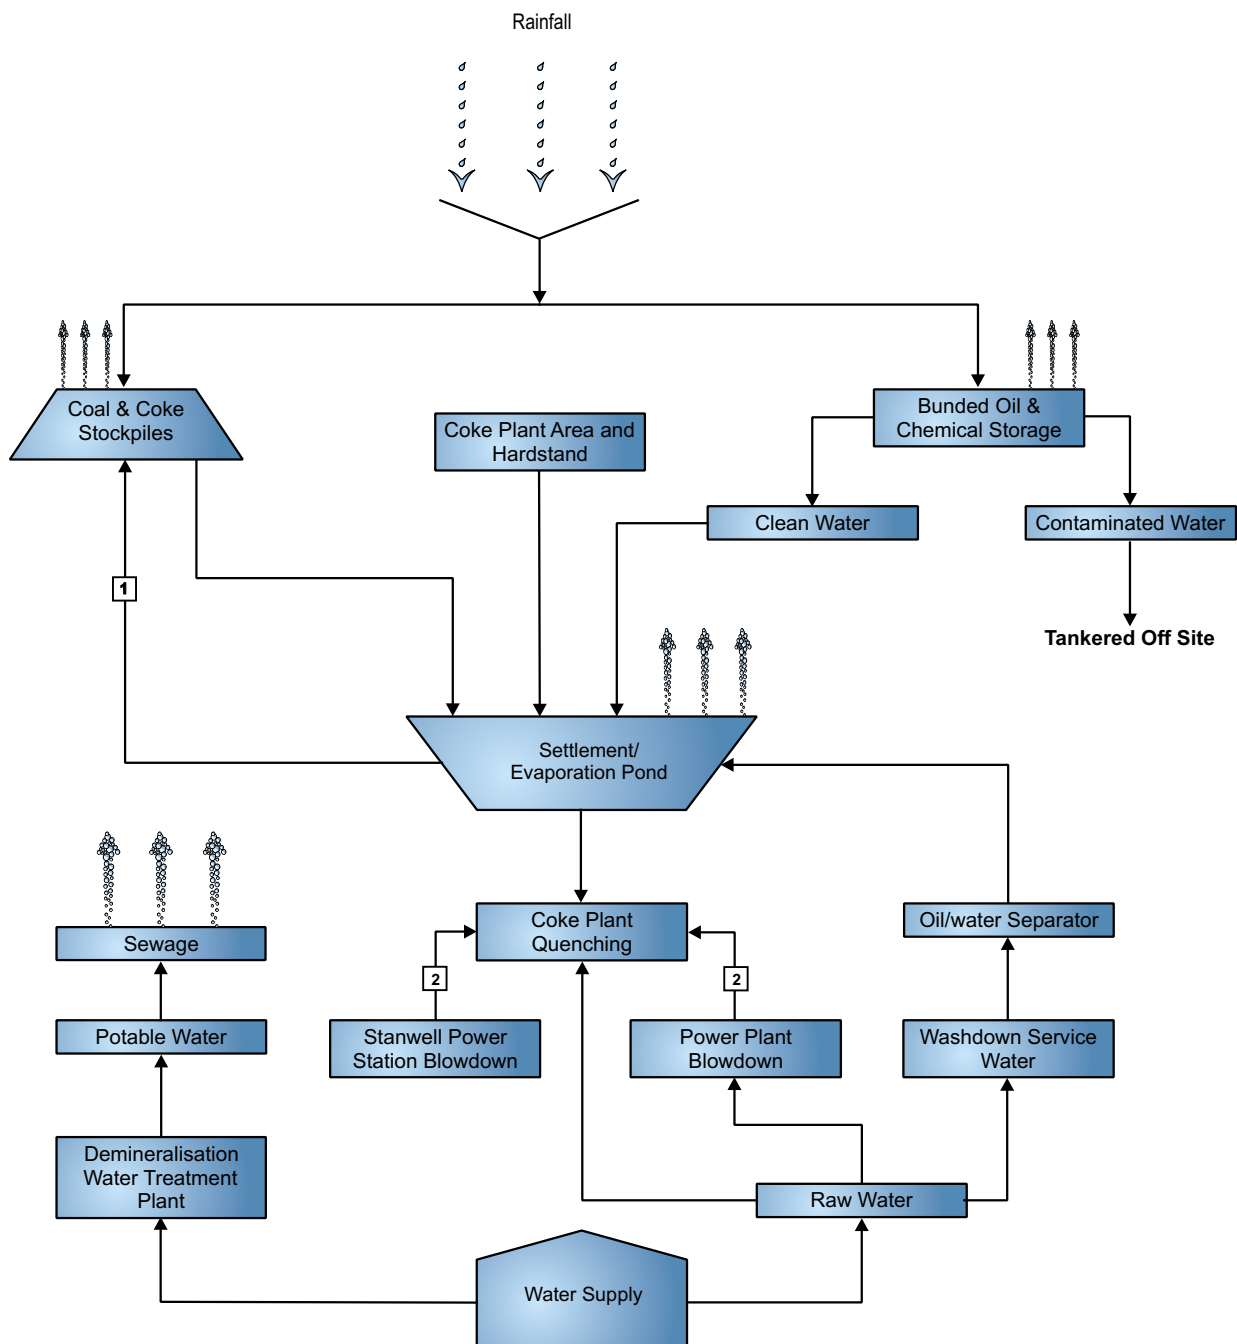 Rainfall
Coal & Coke
Stockpiles
Coke Plant Area and
Hardstand
Bunded Oil &
Chemical Storage
Clean Water
Contaminated Water
1
Tankered Off Site
Settlement/
Evaporation Pond
Sewage
Coke Plant
Quenching
Oil/water Separator
2
2
Potable Water
Stanwell Power
Station Blowdown
Power Plant
Blowdown
Washdown Service
Water
Demineralisation
Water Treatment
Plant
Raw Water
Water Supply